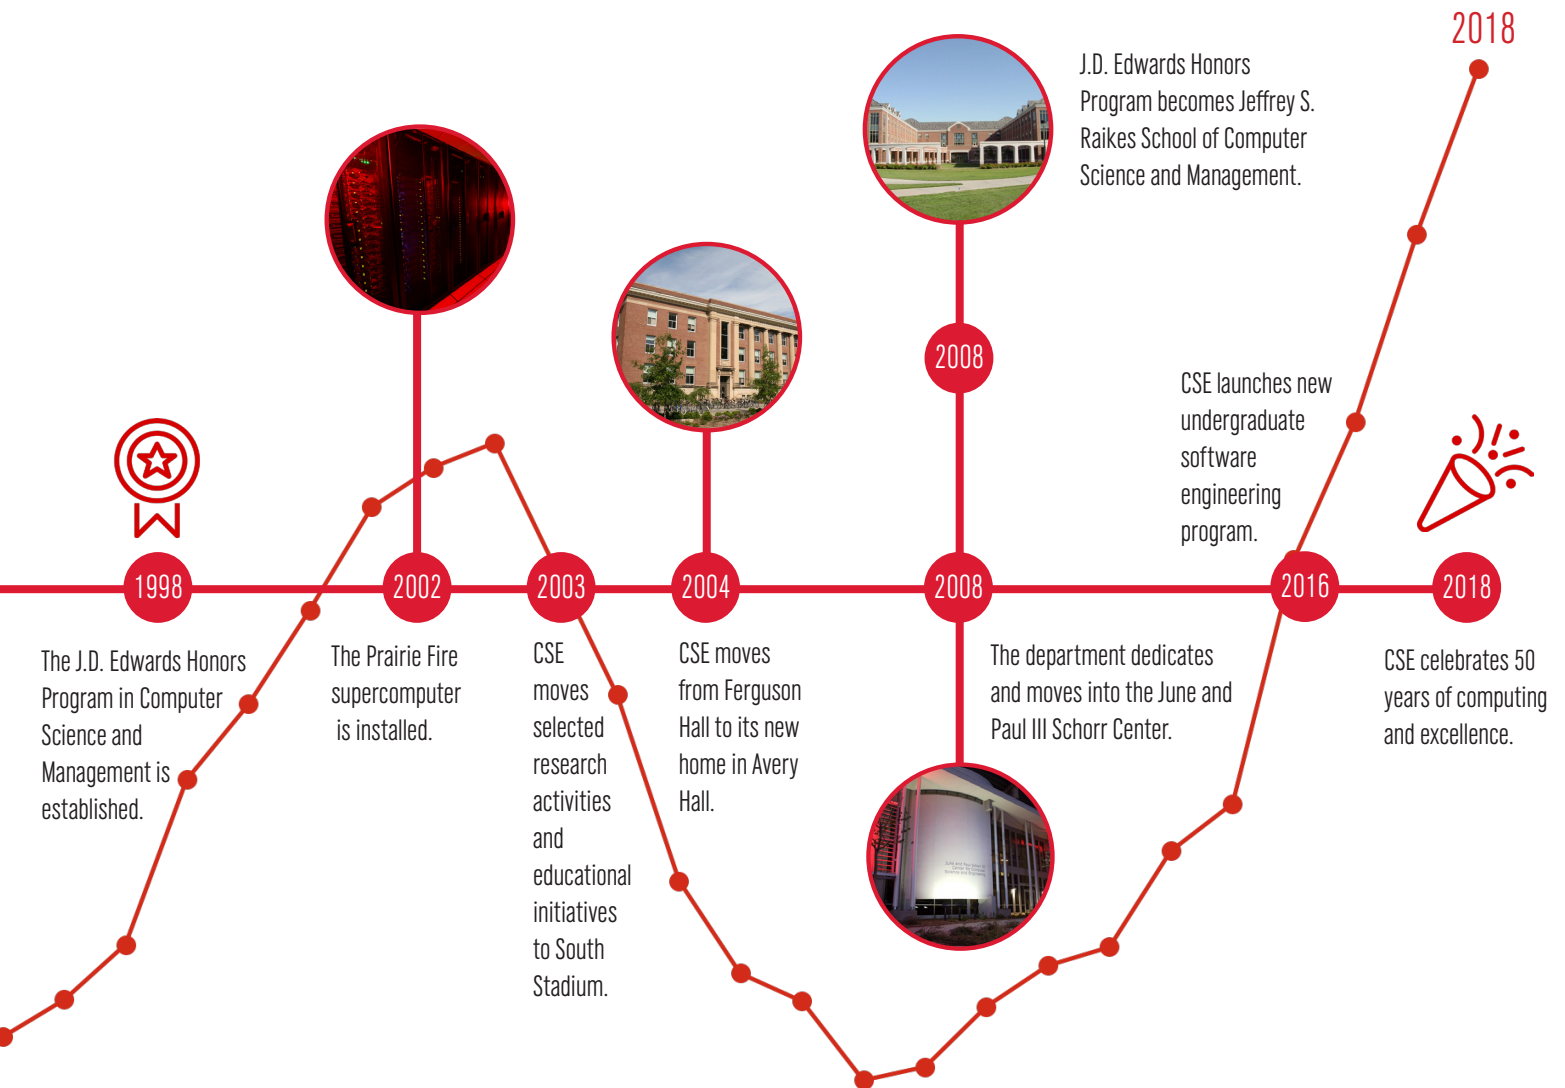 2018
J.D. Edwards Honors
Program becomes Jeffrey S.
Raikes School of Computer
Science and Management.
2008
CSE launches new
undergraduate
software
engineering
program.
1998
2002
2003
2004
2008
2016
2018
The J.D. Edwards Honors
Program in Computer
Science and
Management is
established.
The Prairie Fire
supercomputer
is installed.
CSE
moves
selected
research
activities
and
educational
initiatives
to South
Stadium.
CSE moves
from Ferguson
Hall to its new
home in Avery
Hall.
The department dedicates
and moves into the June and
Paul III Schorr Center.
CSE celebrates 50
years of computing
and excellence.